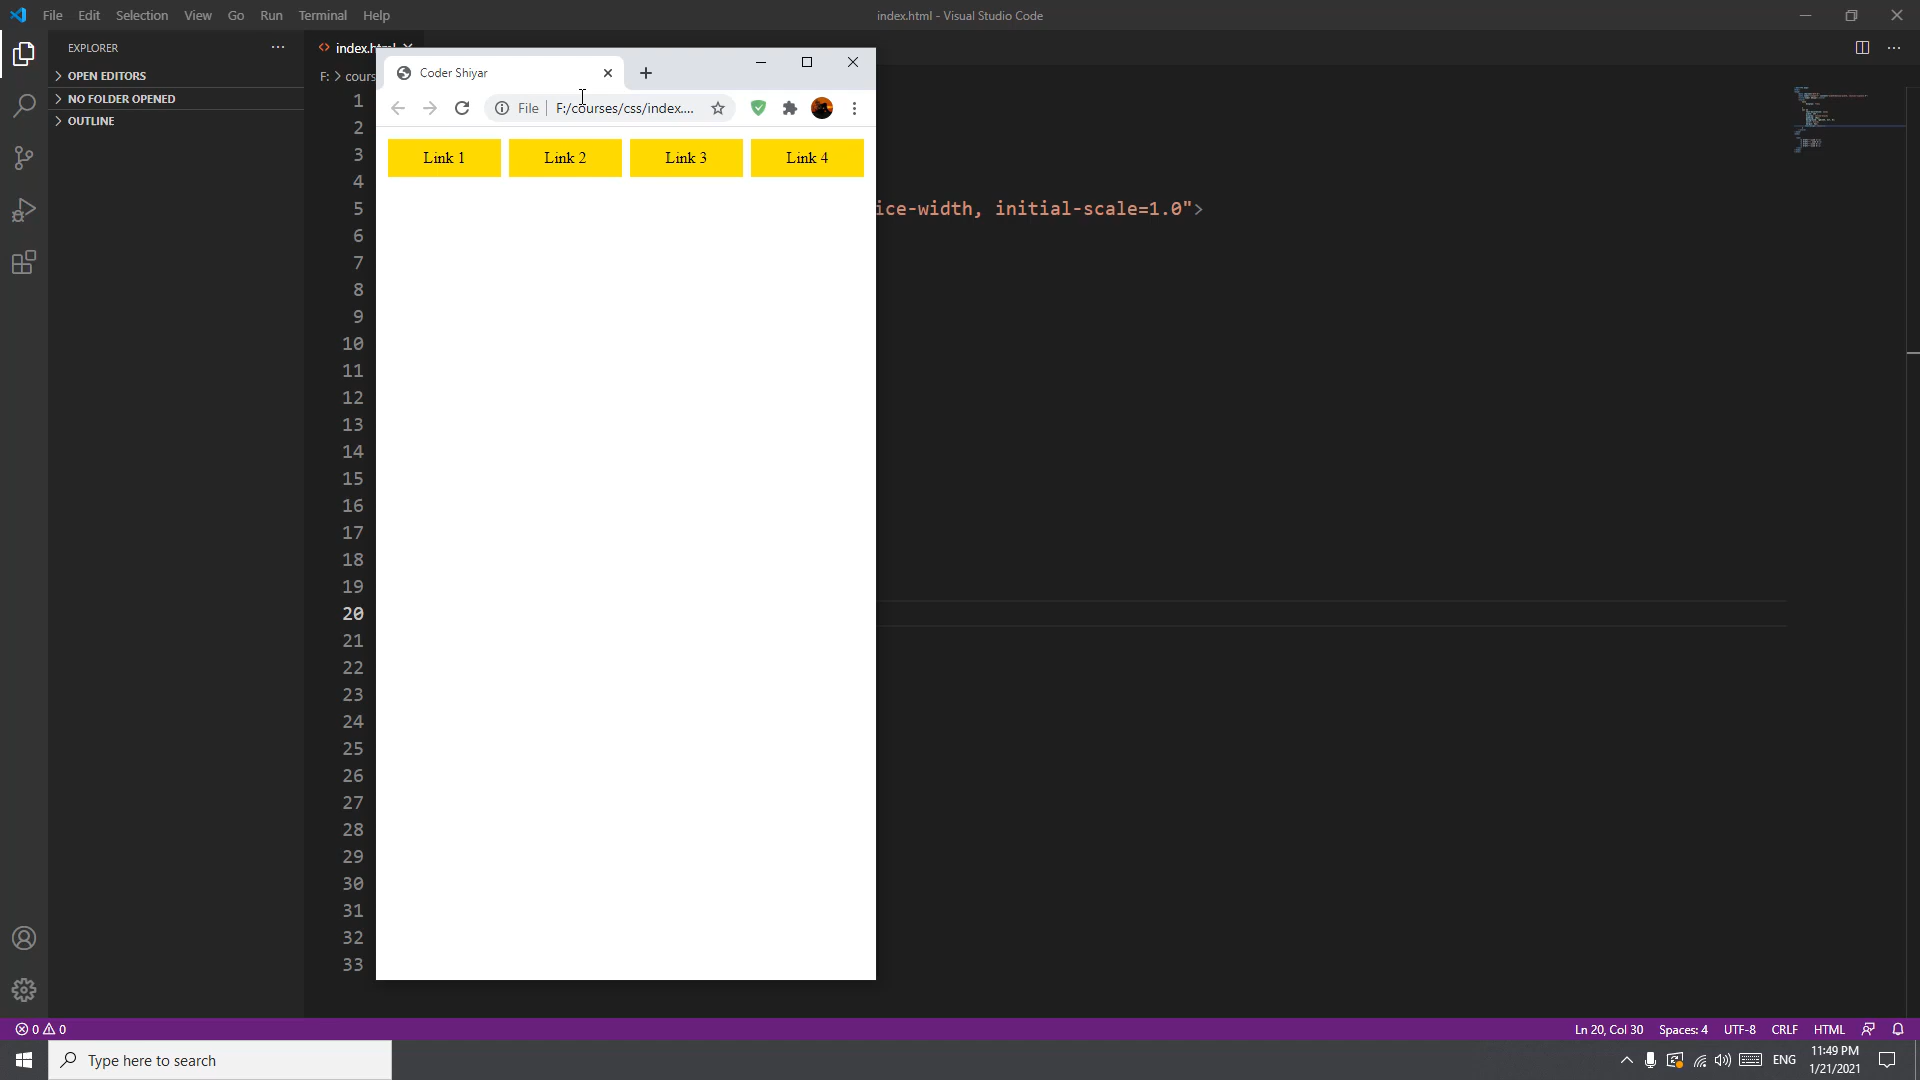 File Edit Selection View Go Run Terminal Help
index.html - Visual Studio Code
EXPLORER
OPEN EDITORS
NO FOLDER OPENED
OUTLINE
F: > cours
Coder Shiyar
File F:/courses/css/index....
Link 1 Link 2 Link 3 Link 4
1
2
3
4
5 ice-width, initial-scale=1.0">
6
7
8
9
10
11
12
13
14
15
16
17
18
19
20
21
22
23
24
25
26
27
28
29
30
31
32
33
0 0
Ln 20, Col 30 Spaces: 4 UTF-8 CRLF HTML
Type here to search
ENG
11:49 PM
1/21/2021